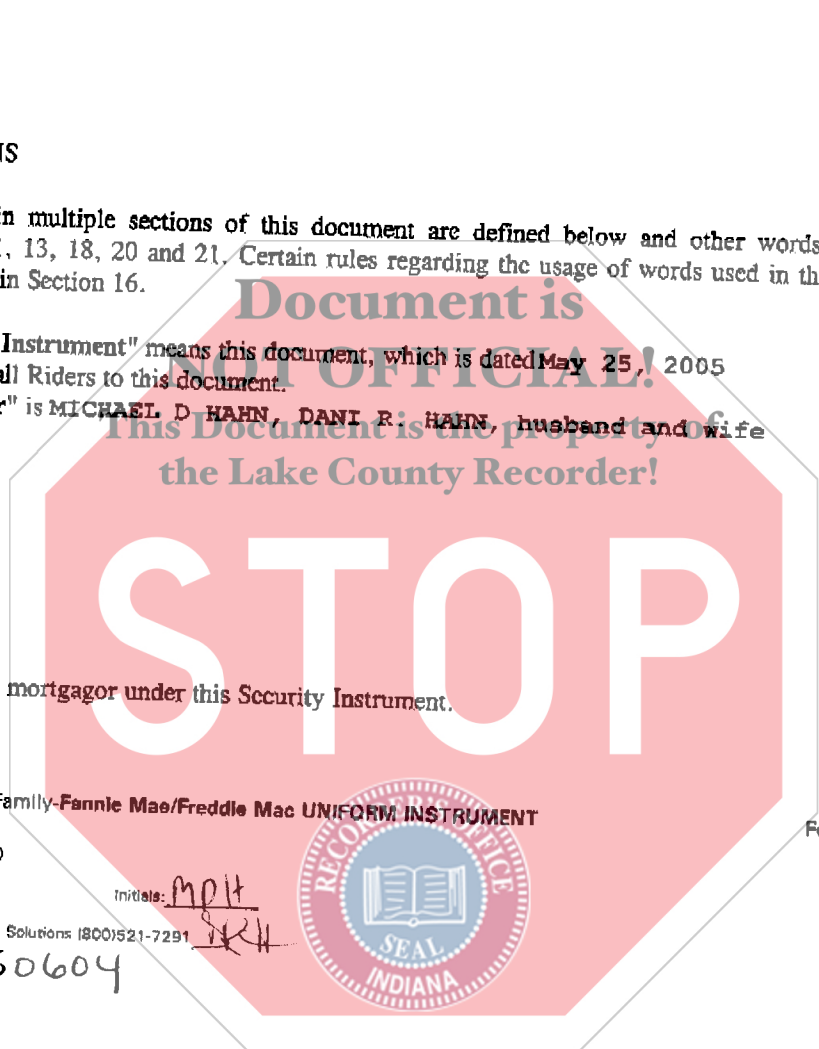 NS
in multiple sections of this document are defined below and other words
, 13, 18, 20 and 21. Certain rules regarding the usage of words used in th
in Section 16.
Document is
Instrument" means this document, which is dated May 25, 2005
NOT OFFICIAL!
all Riders to this document.
r" is MICHAEL D HAHN, DANI R. HAHN, husband and wife
This Document is the property of
the Lake County Recorder!
STOP
mortgagor under this Security Instrument.
Family-Fannie Mae/Freddie Mac UNIFORM INSTRUMENT
Fo
)
RECORDER'S OFFICE
Initials: MDH
Solutions (800)521-7291 DRH
SEAL
50604
INDIANA